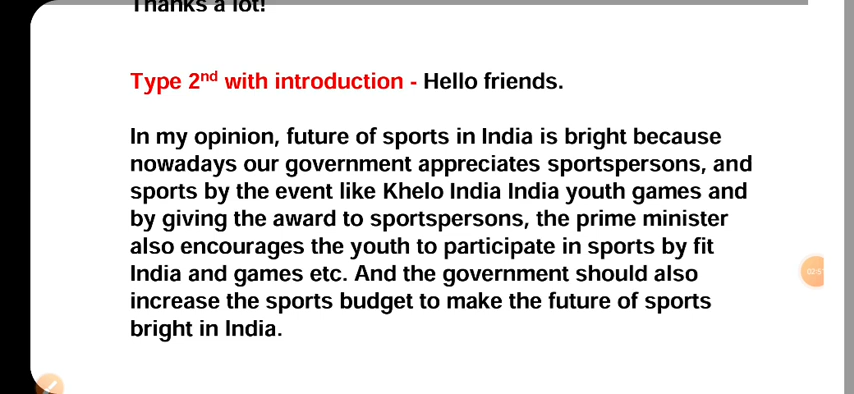 Thanks a lot!
Type 2nd with introduction - Hello friends.
In my opinion, future of sports in India is bright because
nowadays our government appreciates sportspersons, and
sports by the event like Khelo India India youth games and
by giving the award to sportspersons, the prime minister
also encourages the youth to participate in sports by fit
India and games etc. And the government should also
increase the sports budget to make the future of sports
bright in India.